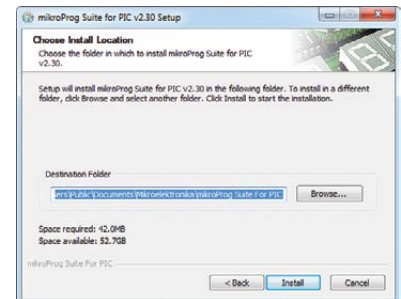 mikroProg Suite for PIC v2.30 Setup
Choose Install Location
Choose the folder in which to install mikroProg Suite for PIC
v2.30.
Setup will install mikroProg Suite for PIC v2.30 in the following folder. To install in a different
folder, click Browse and select another folder. Click Install to start the installation.
Destination Folder
ers\Public\Documents\Mikroelektronika\mikroProg Suite For PIC
Browse...
Space required: 42.0MB
Space available: 52.7GB
mikroProg Suite For PIC
< Back
Install
Cancel